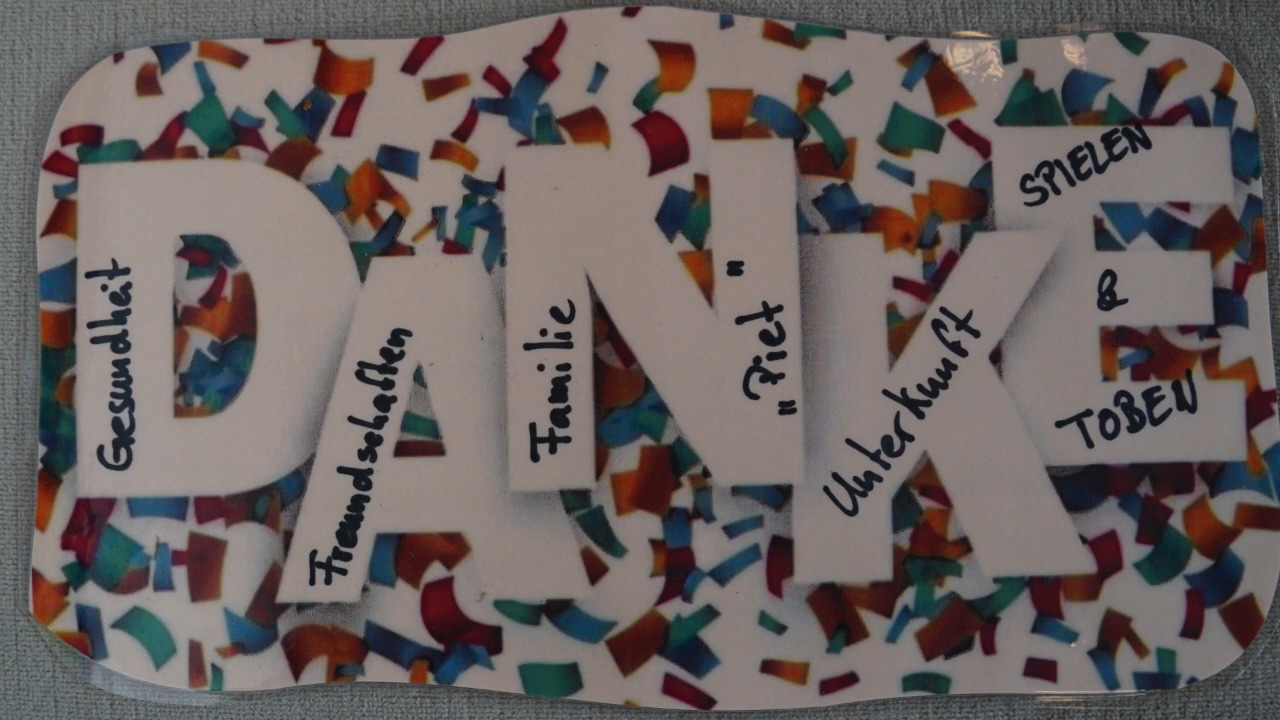 DANKE
Gesundheit
Freundschaften
Familie
„Piet"
Unterkunft
SPIELEN
&
TOBEN